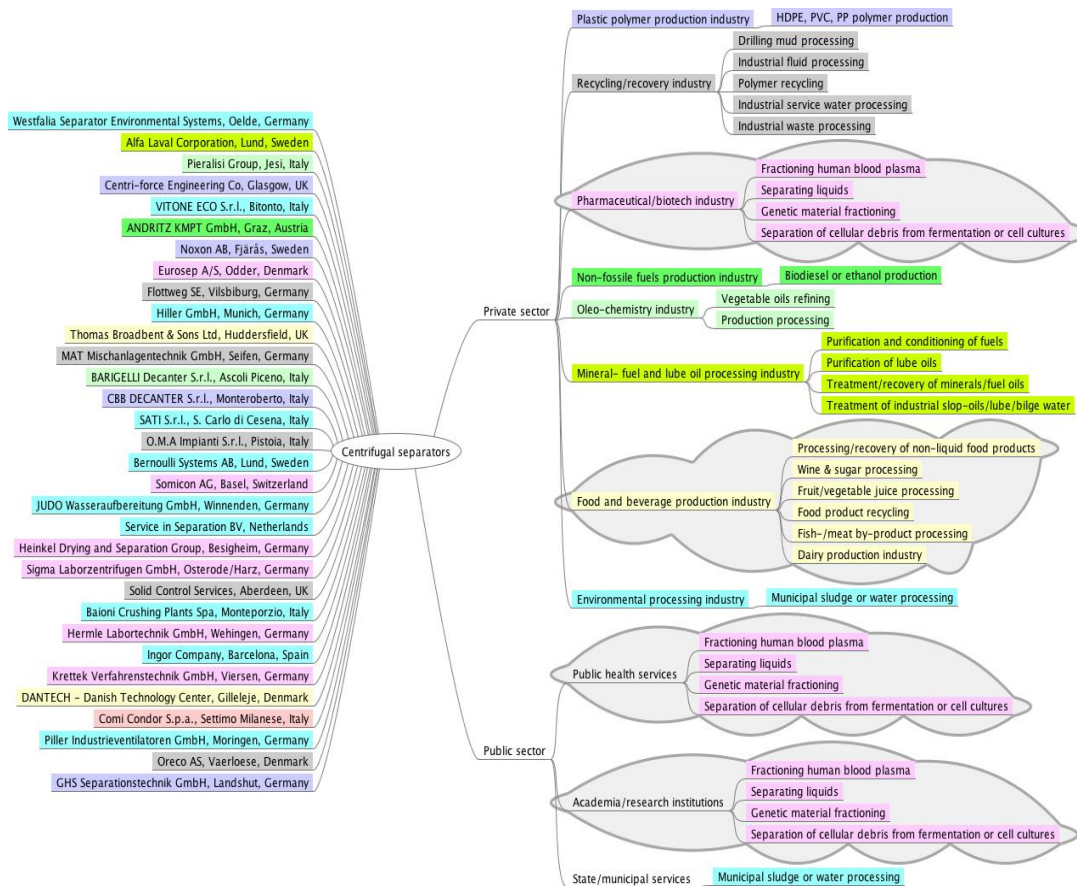 Westfalia Separator Environmental Systems, Oelde, Germany
Alfa Laval Corporation, Lund, Sweden
Pieralisi Group, Jesi, Italy
Centri-force Engineering Co, Glasgow, UK
VITONE ECO S.r.l., Bitonto, Italy
ANDRITZ KMPT GmbH, Graz, Austria
Noxon AB, Fjärås, Sweden
Eurosep A/S, Odder, Denmark
Flottweg SE, Vilsbiburg, Germany
Hiller GmbH, Munich, Germany
Thomas Broadbent & Sons Ltd, Huddersfield, UK
MAT Mischanlagentechnik GmbH, Seifen, Germany
BARIGELLI Decanter S.r.l., Ascoli Piceno, Italy
CBB DECANTER S.r.l., Monteroberto, Italy
SATI S.r.l., S. Carlo di Cesena, Italy
O.M.A Impianti S.r.l., Pistoia, Italy
Bernoulli Systems AB, Lund, Sweden
Somicon AG, Basel, Switzerland
JUDO Wasseraufbereitung GmbH, Winnenden, Germany
Service in Separation BV, Netherlands
Heinkel Drying and Separation Group, Besigheim, Germany
Sigma Laborzentrifugen GmbH, Osterode/Harz, Germany
Solid Control Services, Aberdeen, UK
Baioni Crushing Plants Spa, Monteporzio, Italy
Hermle Labortechnik GmbH, Wehingen, Germany
Ingor Company, Barcelona, Spain
Krettek Verfahrenstechnik GmbH, Viersen, Germany
DANTECH - Danish Technology Center, Gilleleje, Denmark
Comi Condor S.p.a., Settimo Milanese, Italy
Piller Industrieventilatoren GmbH, Moringen, Germany
Oreco AS, Vaerloese, Denmark
GHS Separationstechnik GmbH, Landshut, Germany
Centrifugal separators
Private sector
Plastic polymer production industry
HDPE, PVC, PP polymer production
Recycling/recovery industry
Drilling mud processing
Industrial fluid processing
Polymer recycling
Industrial service water processing
Industrial waste processing
Pharmaceutical/biotech industry
Fractioning human blood plasma
Separating liquids
Genetic material fractioning
Separation of cellular debris from fermentation or cell cultures
Non-fossile fuels production industry
Biodiesel or ethanol production
Oleo-chemistry industry
Vegetable oils refining
Production processing
Mineral- fuel and lube oil processing industry
Purification and conditioning of fuels
Purification of lube oils
Treatment/recovery of minerals/fuel oils
Treatment of industrial slop-oils/lube/bilge water
Food and beverage production industry
Processing/recovery of non-liquid food products
Wine & sugar processing
Fruit/vegetable juice processing
Food product recycling
Fish-/meat by-product processing
Dairy production industry
Environmental processing industry
Municipal sludge or water processing
Public sector
Public health services
Fractioning human blood plasma
Separating liquids
Genetic material fractioning
Separation of cellular debris from fermentation or cell cultures
Academia/research institutions
Fractioning human blood plasma
Separating liquids
Genetic material fractioning
Separation of cellular debris from fermentation or cell cultures
State/municipal services
Municipal sludge or water processing